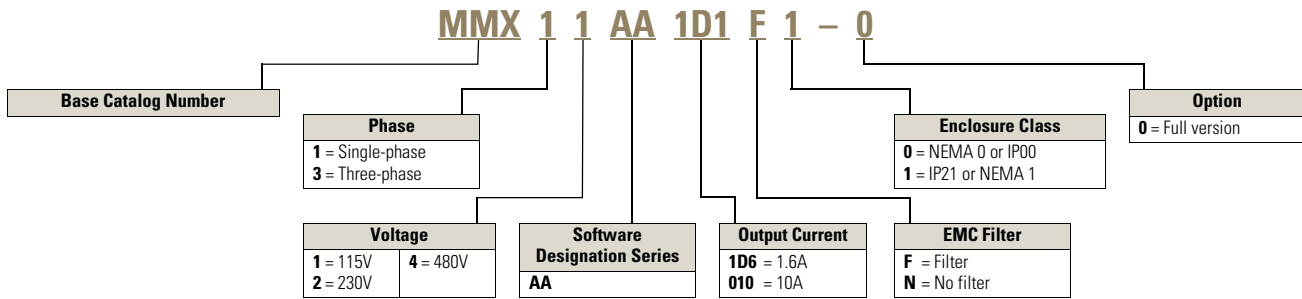 MMX 1 1 AA 1D1 F 1 – 0
Base Catalog Number
Option
0 = Full version
Phase
1 = Single-phase
3 = Three-phase
Enclosure Class
0 = NEMA 0 or IP00
1 = IP21 or NEMA 1
Voltage
1 = 115V
2 = 230V
4 = 480V
Software
Designation Series
AA
Output Current
1D6 = 1.6A
010 = 10A
EMC Filter
F = Filter
N = No filter